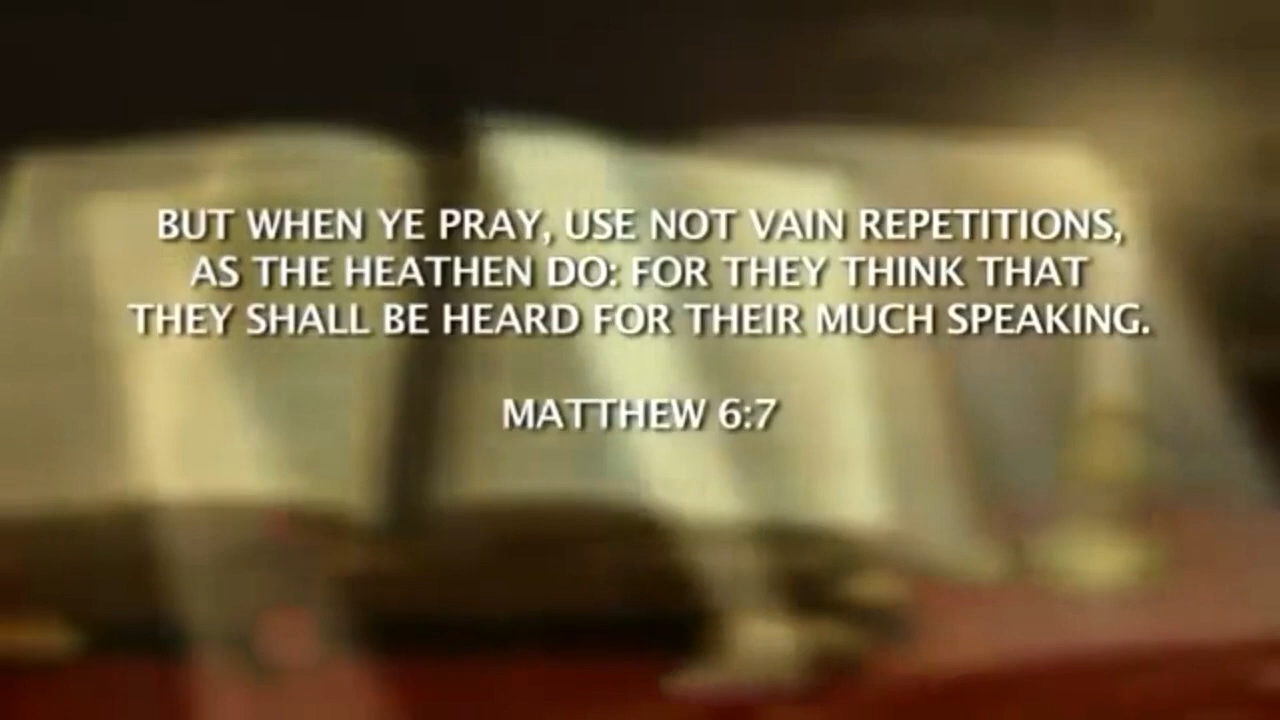 BUT WHEN YE PRAY, USE NOT VAIN REPETITIONS,
AS THE HEATHEN DO: FOR THEY THINK THAT
THEY SHALL BE HEARD FOR THEIR MUCH SPEAKING.
MATTHEW 6:7